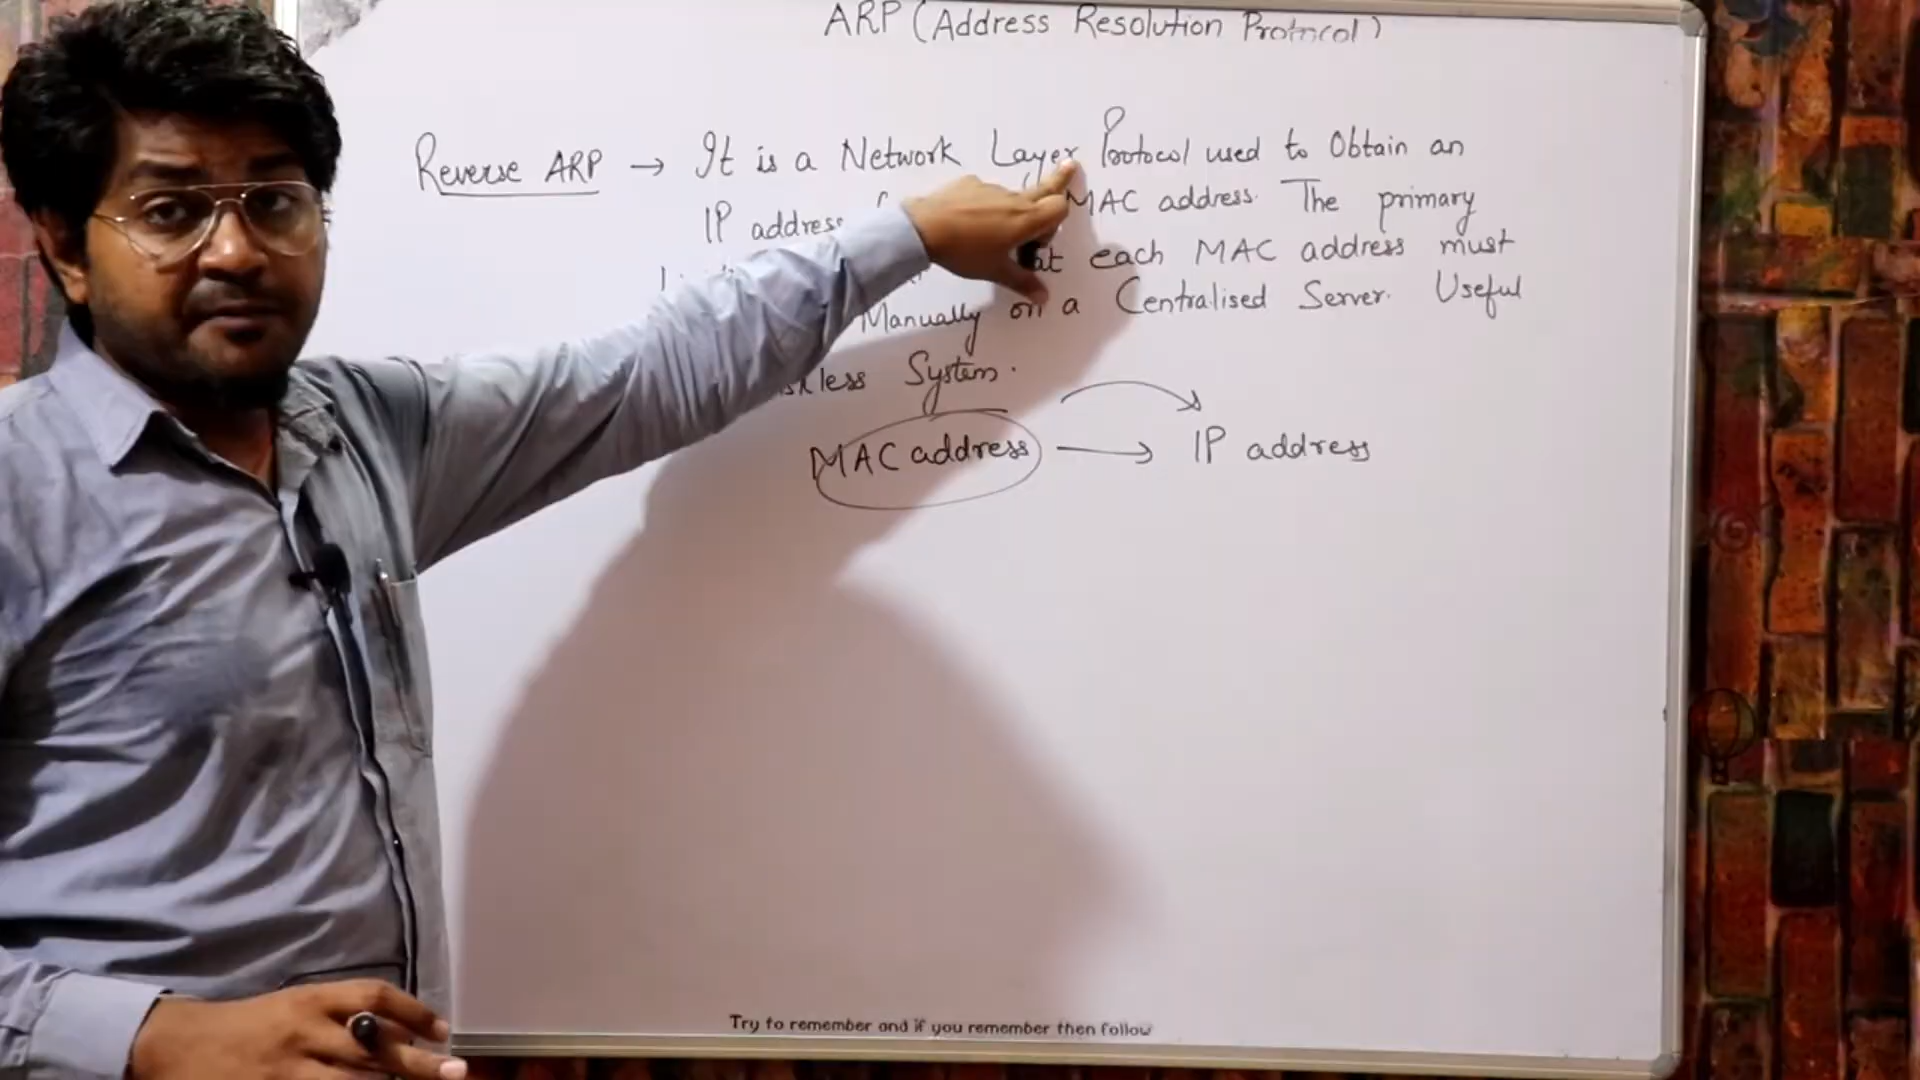 ARP (Address Resolution Protocol)
Reverse ARP → It is a Network Layer Protocol used to Obtain an
IP address MAC address. The primary
at each MAC address must
Manually on a Centralised Server. Useful
System.
MAC address → IP address
Try to remember and if you remember then follow